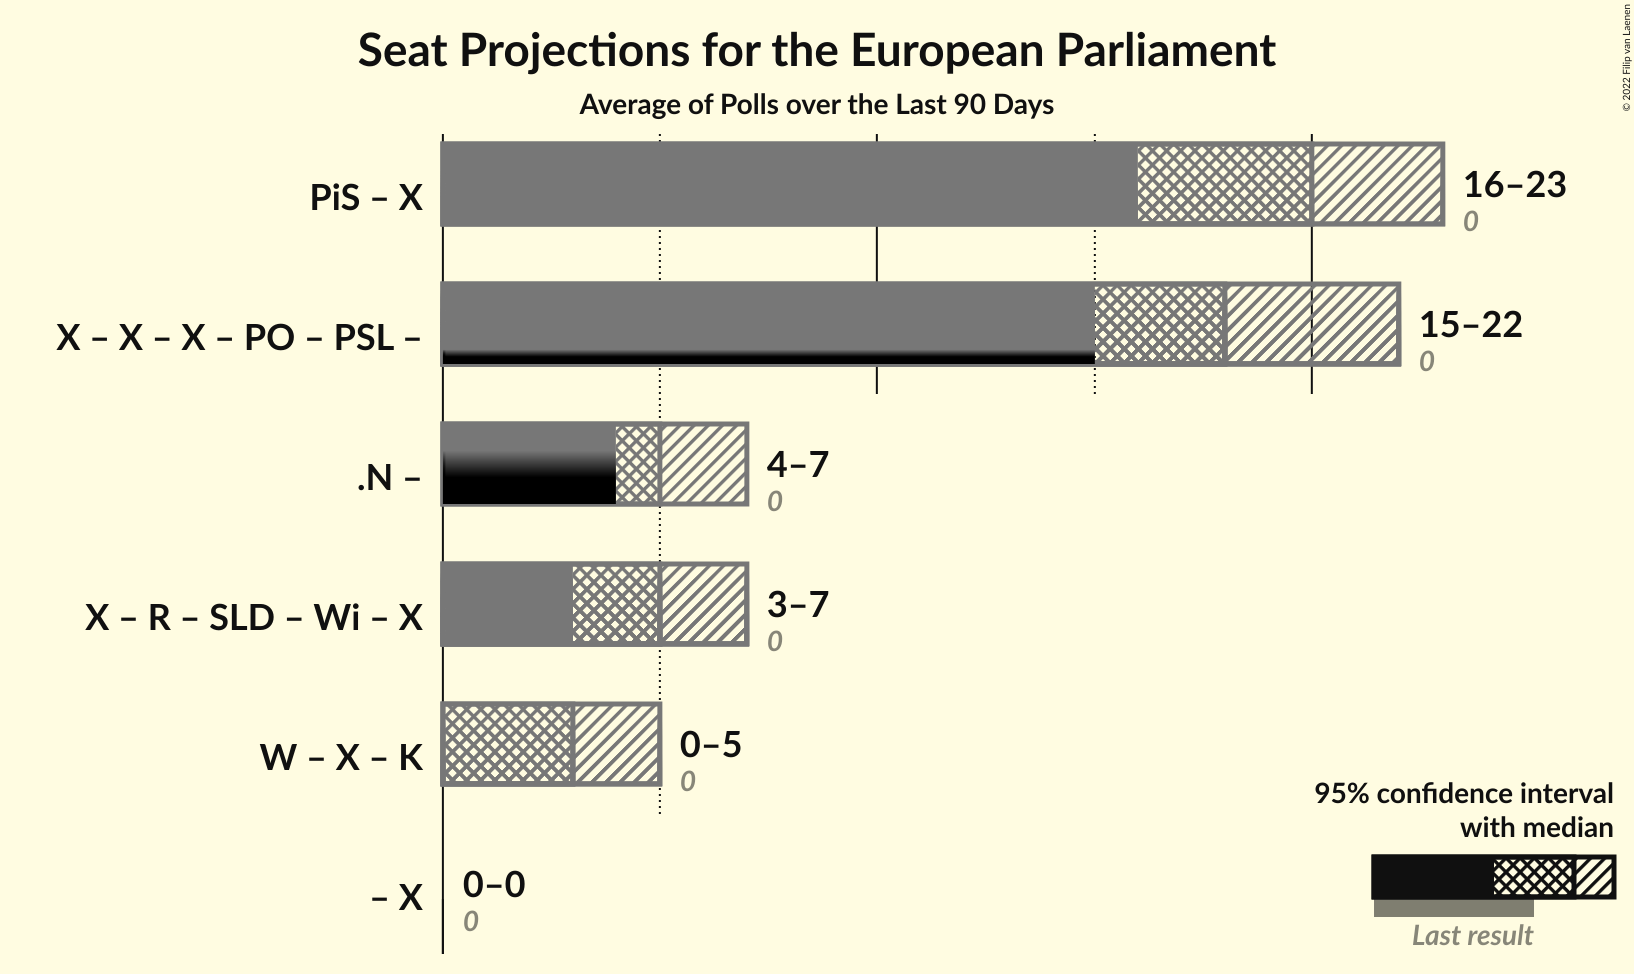 Seat Projections for the European Parliament
Average of Polls over the Last 90 Days
© 2022 Filip van Laenen
PiS – X
16–23
0
X – X – X – PO – PSL –
15–22
0
.N –
4–7
0
X – R – SLD – Wi – X
3–7
0
W – X – K
0–5
0
– X
0–0
0
95% confidence interval
with median
Last result